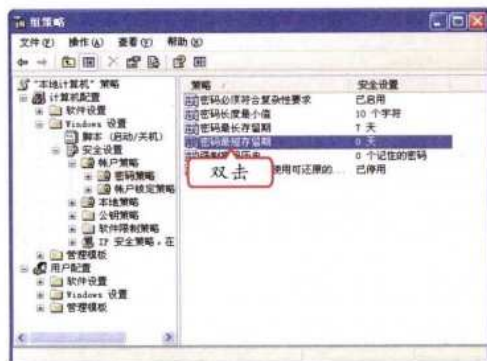 组策略
文件(F) 操作(A) 查看(V) 帮助(H)
“本地计算机” 策略
计算机配置
软件设置
Windows 设置
脚本 (启动/关机)
安全设置
帐户策略
密码策略
帐户锁定策略
本地策略
公钥策略
软件限制策略
IP 安全策略，在
管理模板
用户配置
软件设置
Windows 设置
管理模板
策略 安全设置
密码必须符合复杂性要求 已启用
密码长度最小值 10 个字符
密码最长存留期 7 天
密码最短存留期 0 天
0 个记住的密码
使用可还原的... 已停用
双击